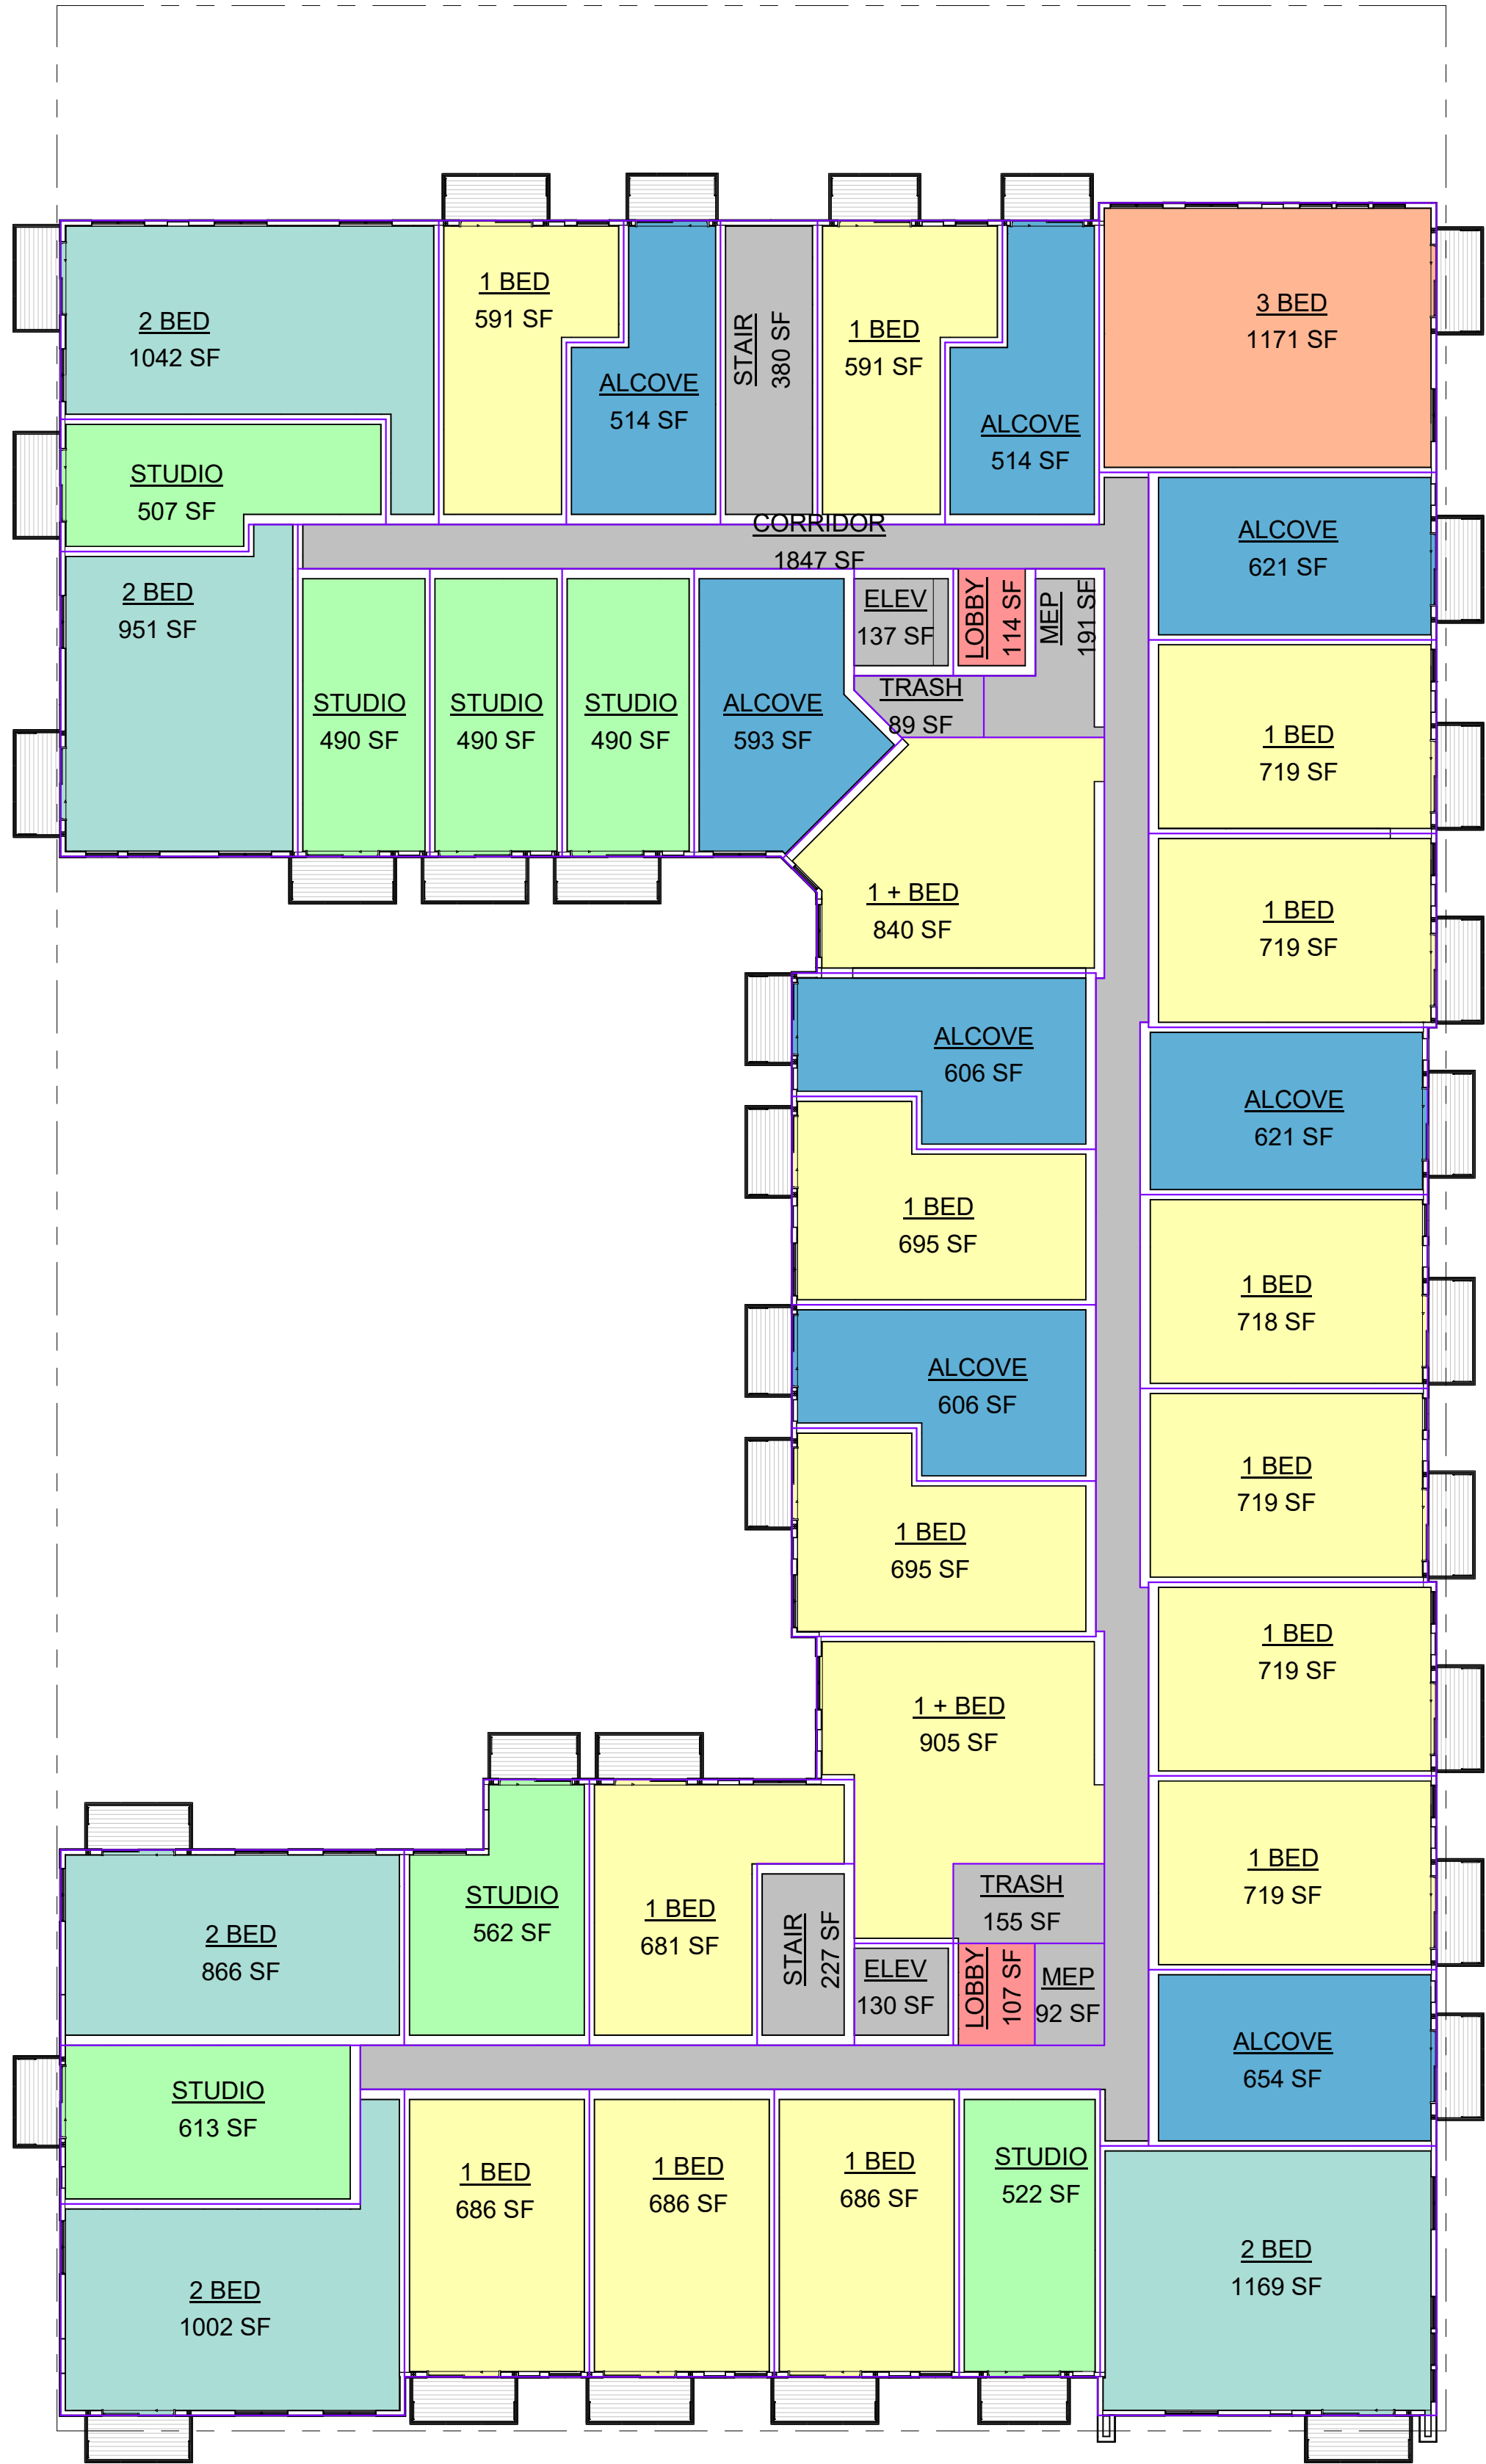 1 BED
591 SF
2 BED
1042 SF
ALCOVE
514 SF
STAIR
380 SF
1 BED
591 SF
ALCOVE
514 SF
3 BED
1171 SF
STUDIO
507 SF
CORRIDOR
1847 SF
ALCOVE
621 SF
2 BED
951 SF
ELEV
137 SF
LOBBY
114 SF
MEP
191 SF
STUDIO
490 SF
STUDIO
490 SF
STUDIO
490 SF
ALCOVE
593 SF
TRASH
89 SF
1 BED
719 SF
1 + BED
840 SF
1 BED
719 SF
ALCOVE
606 SF
ALCOVE
621 SF
1 BED
695 SF
1 BED
718 SF
ALCOVE
606 SF
1 BED
719 SF
1 BED
695 SF
1 BED
719 SF
1 + BED
905 SF
1 BED
719 SF
TRASH
155 SF
STUDIO
562 SF
1 BED
681 SF
2 BED
866 SF
STAIR
227 SF
ELEV
130 SF
LOBBY
107 SF
MEP
92 SF
ALCOVE
654 SF
STUDIO
613 SF
1 BED
686 SF
1 BED
686 SF
1 BED
686 SF
STUDIO
522 SF
2 BED
1002 SF
2 BED
1169 SF